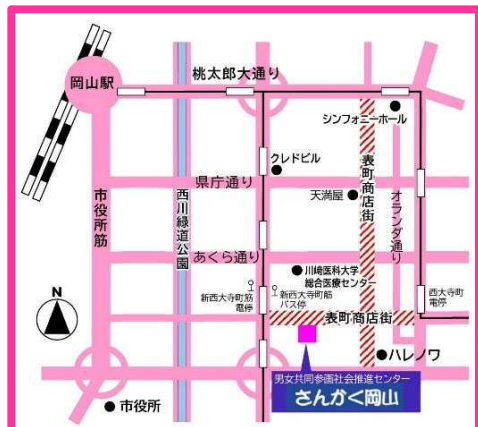 岡山駅
桃太郎大通り
シンフォニーホール
クレドビル
表町商店街
県庁通り
天満屋
オランダ通り
市役所筋
西川緑道公園
あくら通り
川崎医科大学
総合医療センター
新西大寺町筋
電停
新西大寺町筋
バス停
西大寺町
電停
N
表町商店街
ハレノワ
男女共同参画社会推進センター
さんかく岡山
市役所